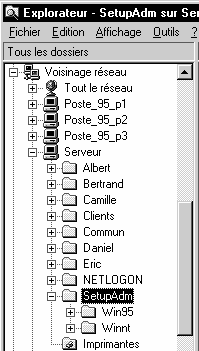 Explorateur - SetupAdm sur Ser
Fichier Edition Affichage Outils ?
Tous les dossiers
Voisinage réseau
Tout le réseau
Poste_95_p1
Poste_95_p2
Poste_95_p3
Serveur
Albert
Bertrand
Camille
Clients
Commun
Daniel
Eric
NETLOGON
SetupAdm
Win95
Winnt
Imprimantes